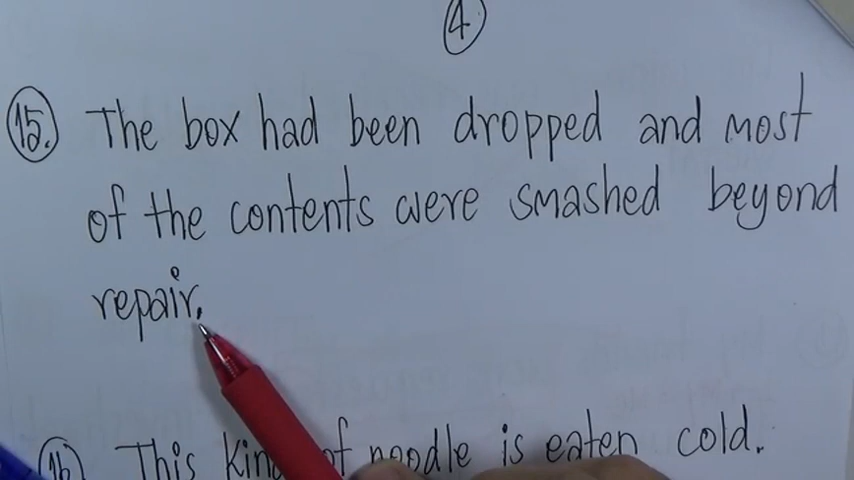 4.
15. The box had been dropped and most
of the contents were smashed beyond
repair.
16. This kind of noodle is eaten cold.